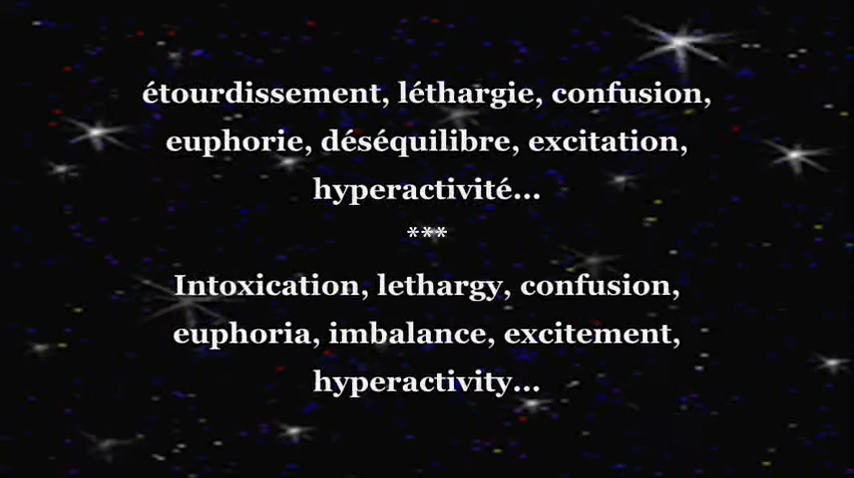 étourdissement, léthargie, confusion,
euphorie, déséquilibre, excitation,
hyperactivité...
***
Intoxication, lethargy, confusion,
euphoria, imbalance, excitement,
hyperactivity...